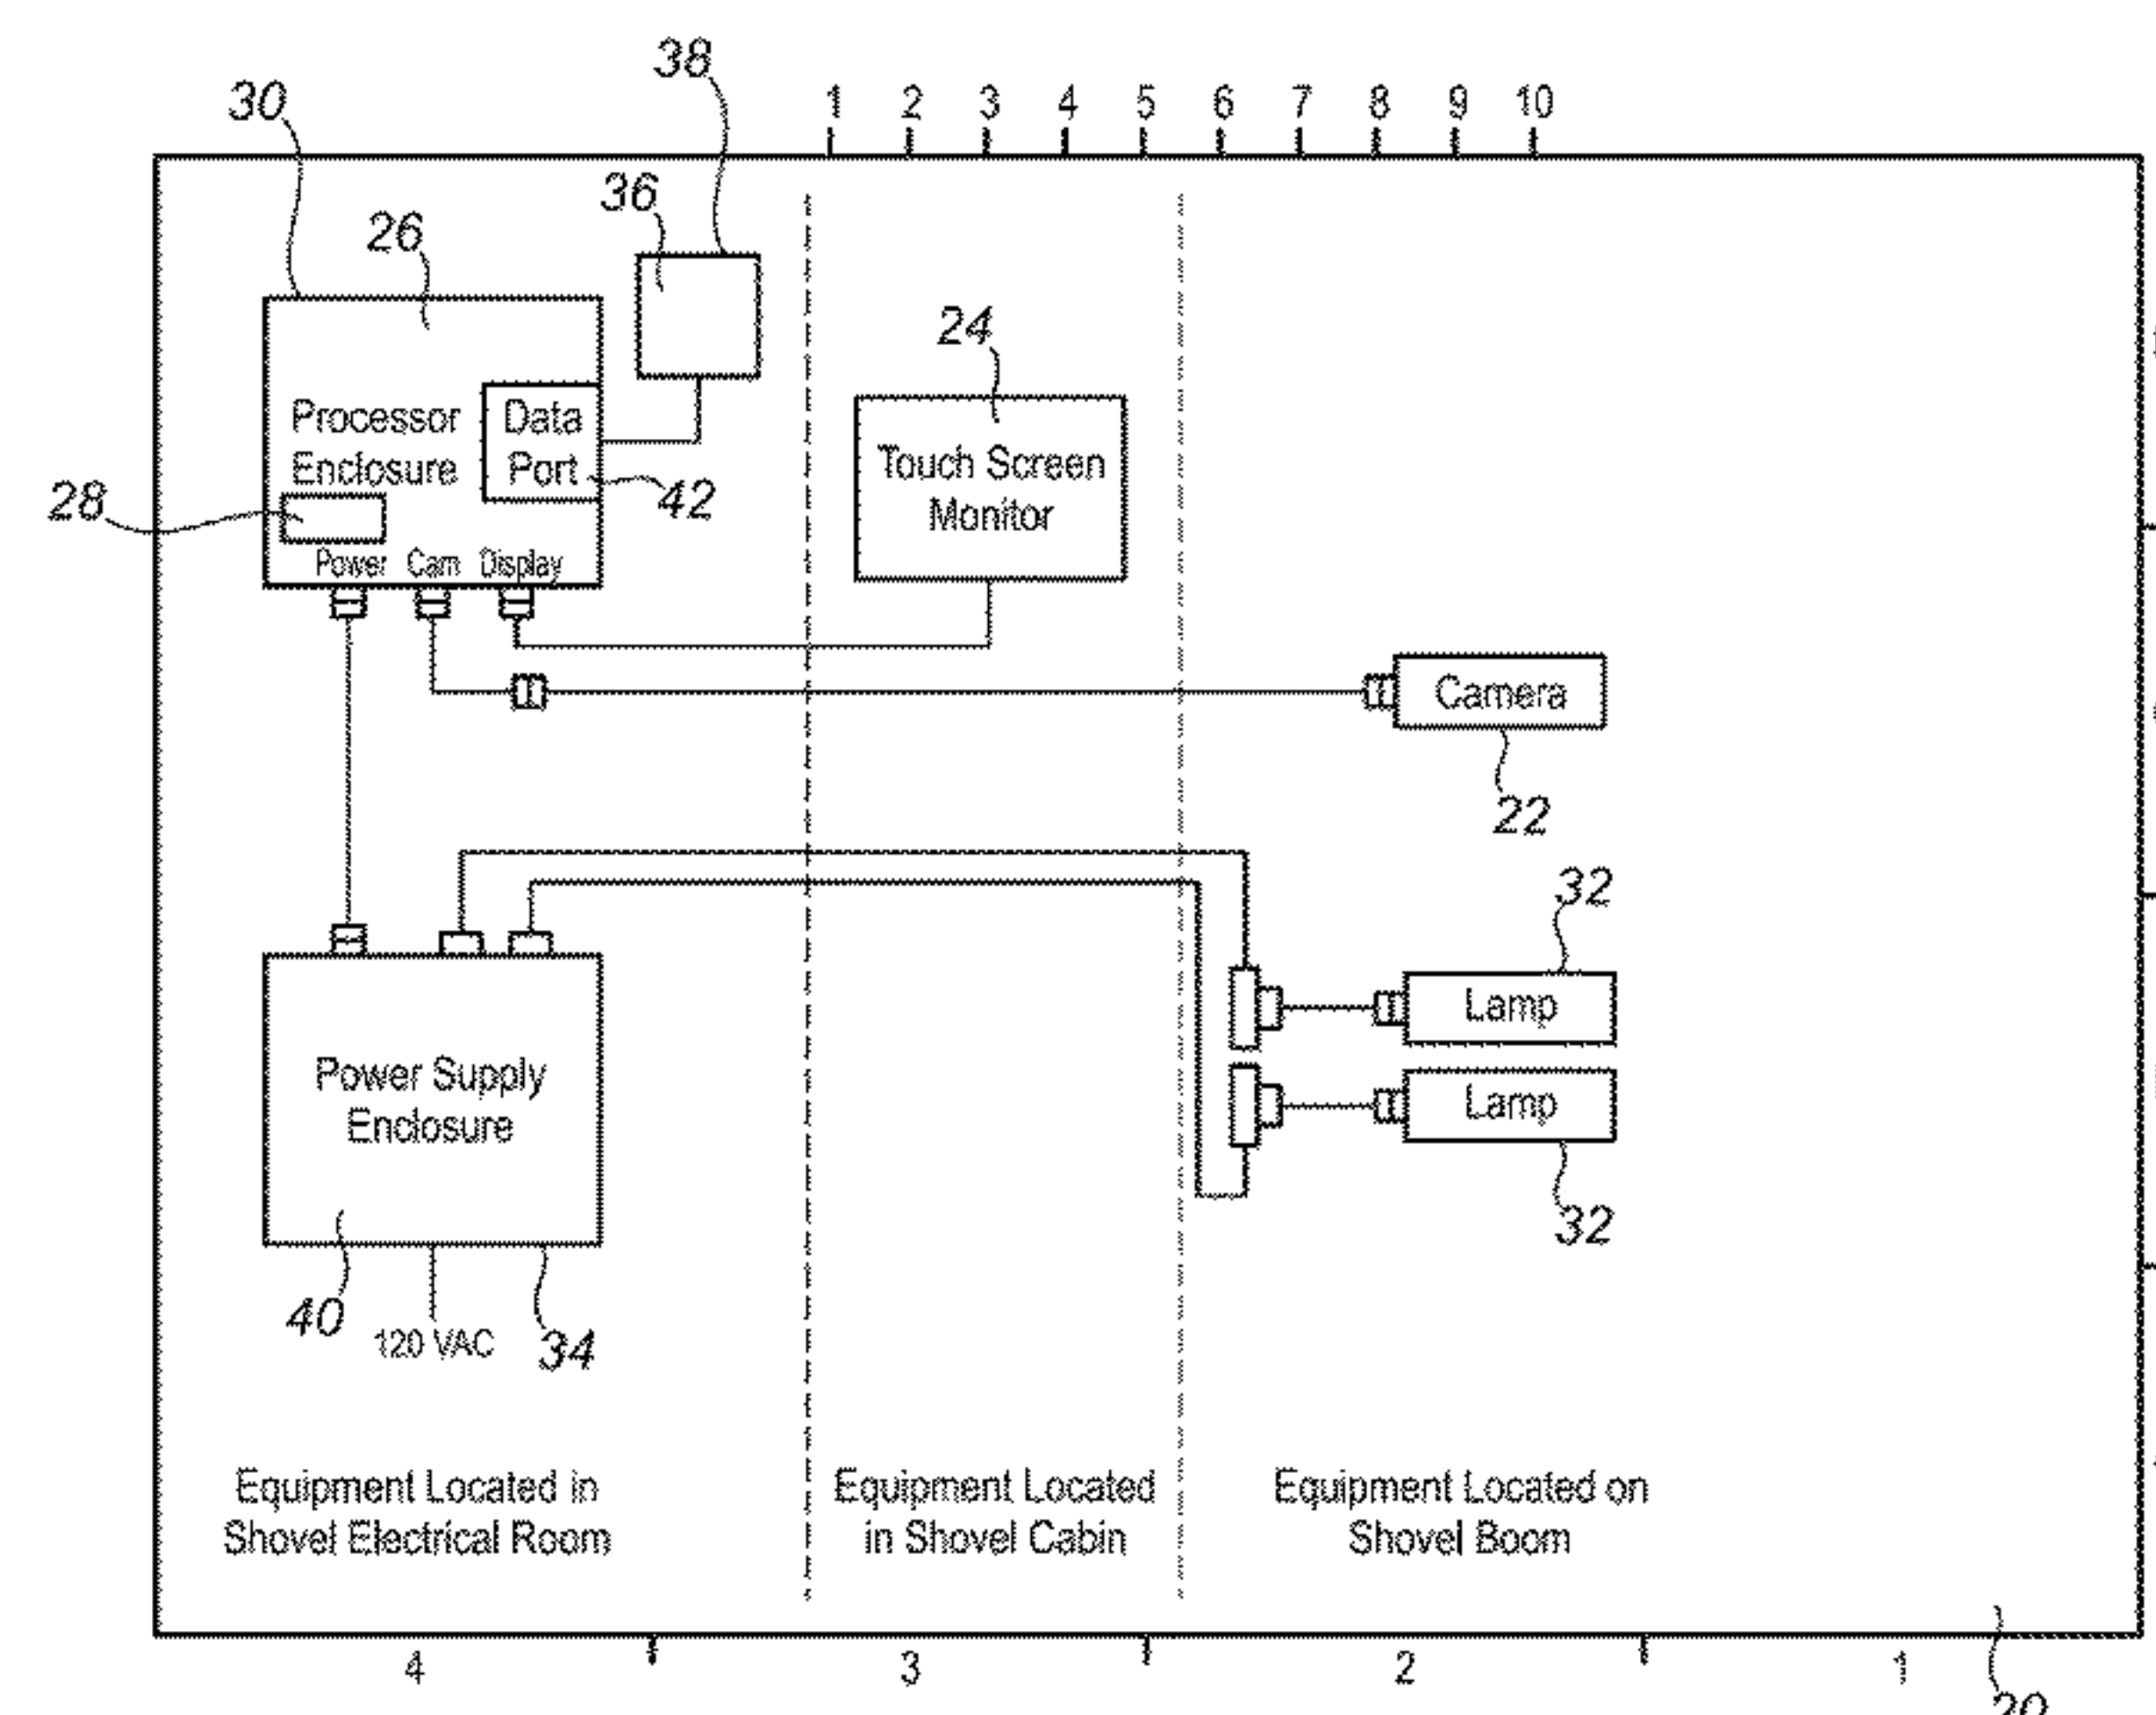 38
30
1 2 3 4 5 6 7 8 9 10
36
26
24
Processor
Enclosure
Data
Port
28
42
Touch Screen
Monitor
Power Cam Display
Camera
22
32
Lamp
Lamp
32
Power Supply
Enclosure
40
120 VAC
34
Equipment Located in
Shovel Electrical Room
Equipment Located
in Shovel Cabin
Equipment Located on
Shovel Boom
4 3 2 1
20